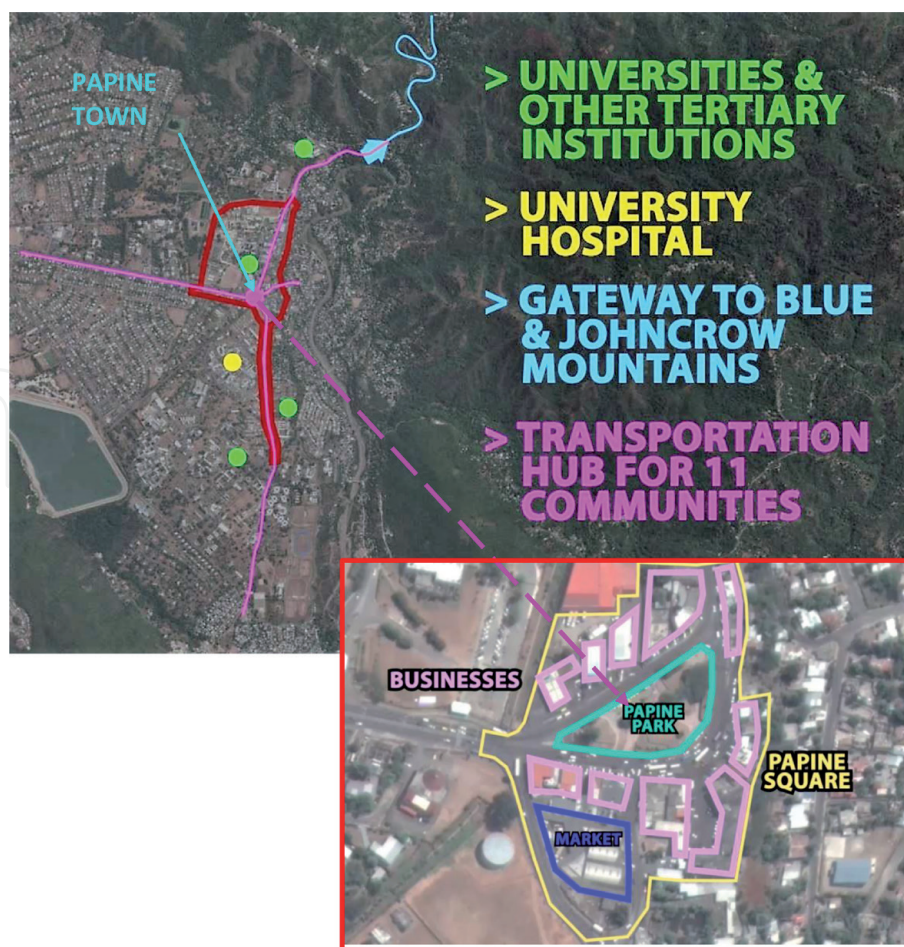 PAPINE
TOWN
> UNIVERSITIES &
OTHER TERTIARY
INSTITUTIONS
> UNIVERSITY
HOSPITAL
> GATEWAY TO BLUE
& JOHNCROW
MOUNTAINS
> TRANSPORTATION
HUB FOR 11
COMMUNITIES
BUSINESSES
PAPINE
PARK
PAPINE
SQUARE
MARKET